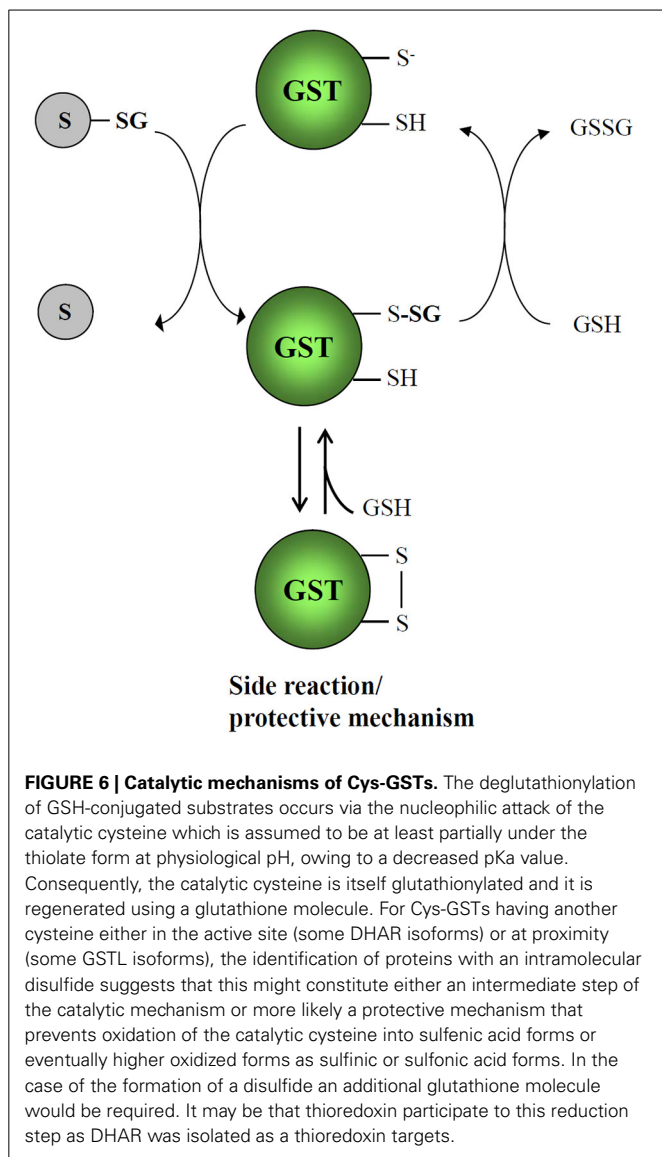 S⁻
GST
SH
S
SG
GSSG
S
S-SG
GST
SH
GSH
GSH
S
GST
S
Side reaction/
protective mechanism
FIGURE 6 | Catalytic mechanisms of Cys-GSTs. The deglutathionylation
of GSH-conjugated substrates occurs via the nucleophilic attack of the
catalytic cysteine which is assumed to be at least partially under the
thiolate form at physiological pH, owing to a decreased pKa value.
Consequently, the catalytic cysteine is itself glutathionylated and it is
regenerated using a glutathione molecule. For Cys-GSTs having another
cysteine either in the active site (some DHAR isoforms) or at proximity
(some GSTL isoforms), the identification of proteins with an intramolecular
disulfide suggests that this might constitute either an intermediate step of
the catalytic mechanism or more likely a protective mechanism that
prevents oxidation of the catalytic cysteine into sulfenic acid forms or
eventually higher oxidized forms as sulfinic or sulfonic acid forms. In the
case of the formation of a disulfide an additional glutathione molecule
would be required. It may be that thioredoxin participate to this reduction
step as DHAR was isolated as a thioredoxin targets.